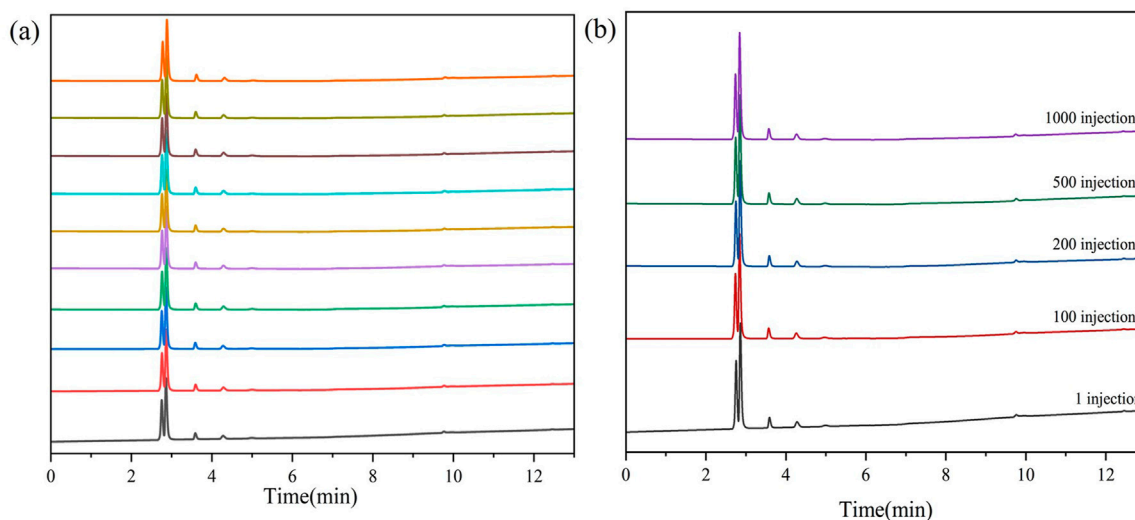 (a)
0 2 4 6 8 10 12
Time(min)
(b)
1000 injection
500 injection
200 injection
100 injection
1 injection
0 2 4 6 8 10 12
Time(min)